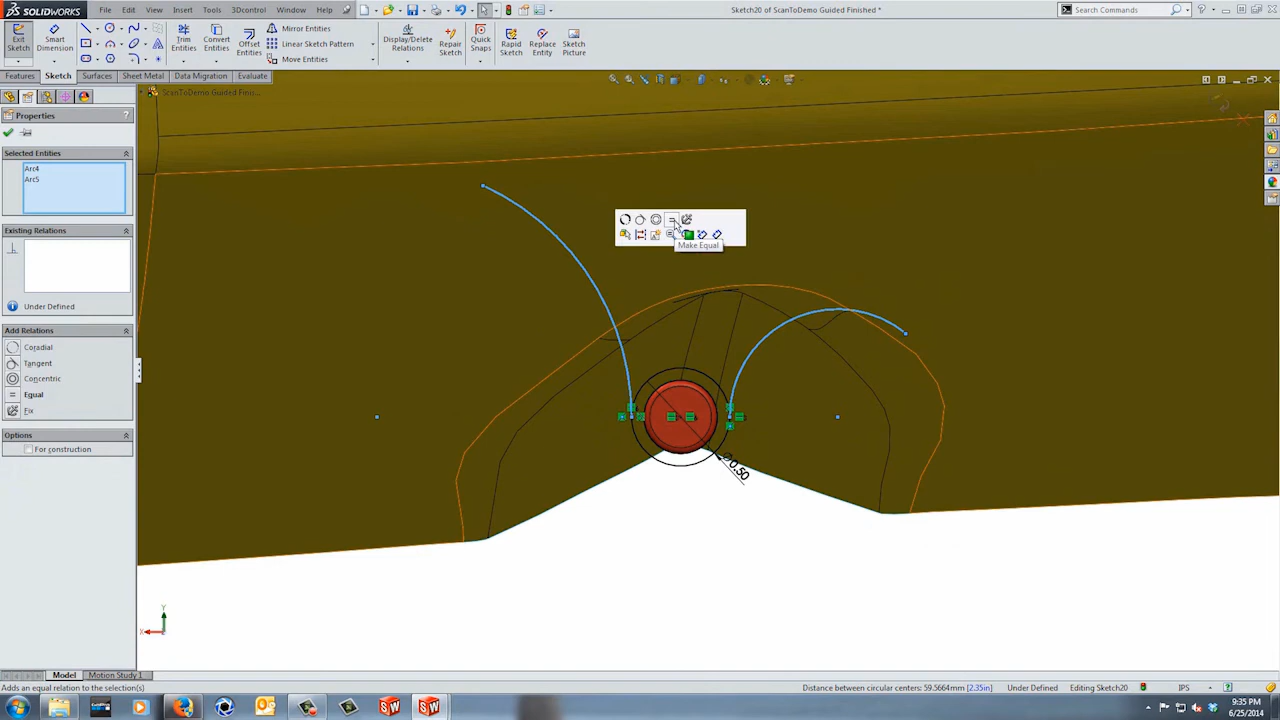 SOLIDWORKS
File Edit View Insert Tools 3Dcontrol Window Help
Sketch20 of ScanToDemo Guided Finished *
Search Commands
Exit Sketch
Smart Dimension
Trim Entities
Convert Entities
Offset Entities
Mirror Entities
Linear Sketch Pattern
Move Entities
Display/Delete Relations
Repair Sketch
Quick Snaps
Rapid Sketch
Replace Entity
Sketch Picture
Features Sketch Surfaces Sheet Metal Data Migration Evaluate
ScanToDemo Guided Finis...
Properties
?
Selected Entities
Arc4
Arc5
Existing Relations
Under Defined
Add Relations
Coradial
Tangent
Concentric
Equal
Fix
Options
For construction
Make Equal
Ø0.50
Y
X
Model Motion Study 1
Adds an equal relation to the selection(s)
Distance between circular centers: 59.5664mm [2.35in] Under Defined Editing Sketch20 IPS
9:35 PM
6/25/2014